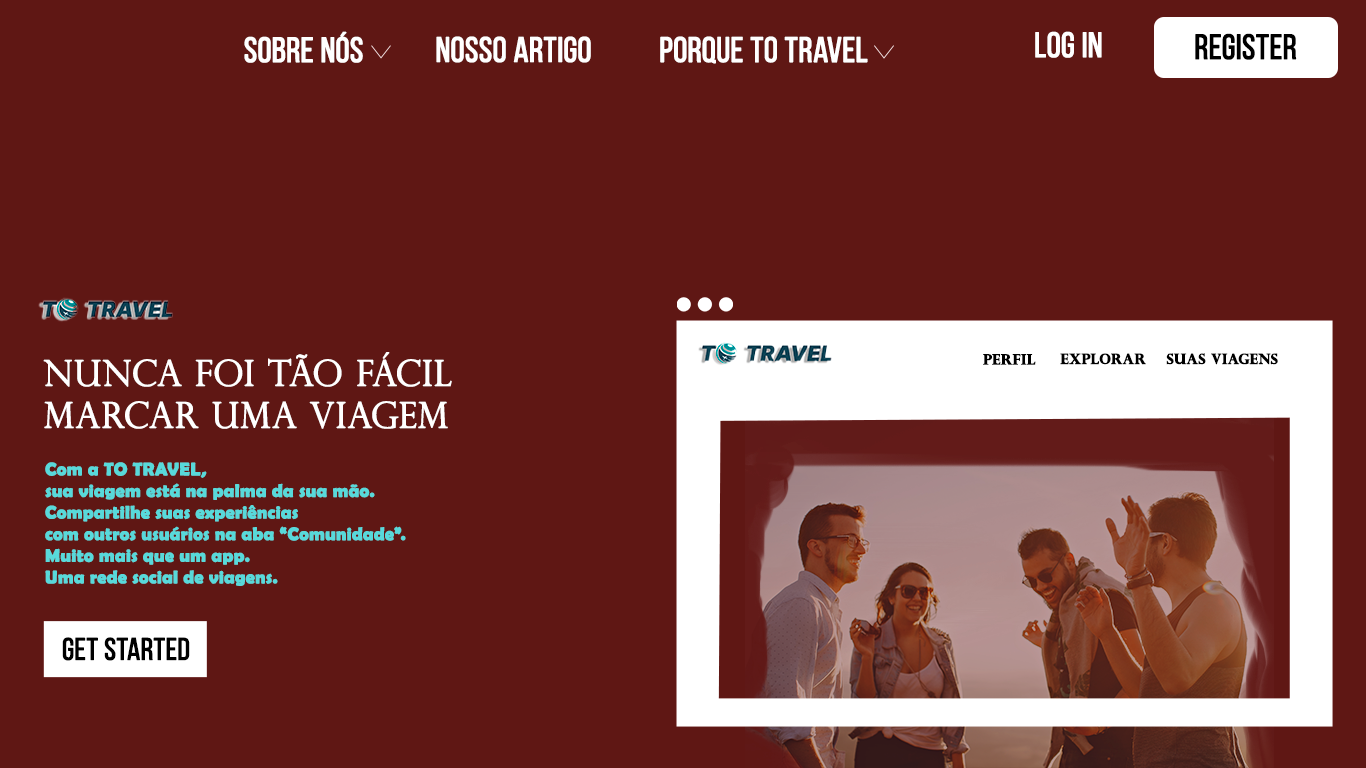 SOBRE NÓS
NOSSO ARTIGO
PORQUE TO TRAVEL
LOG IN
REGISTER
TO TRAVEL
NUNCA FOI TÃO FÁCIL
MARCAR UMA VIAGEM
Com a TO TRAVEL,
sua viagem está na palma da sua mão.
Compartilhe suas experiências
com outros usuários na aba “Comunidade”.
Muito mais que um app.
Uma rede social de viagens.
GET STARTED
TO TRAVEL
PERFIL
EXPLORAR
SUAS VIAGENS